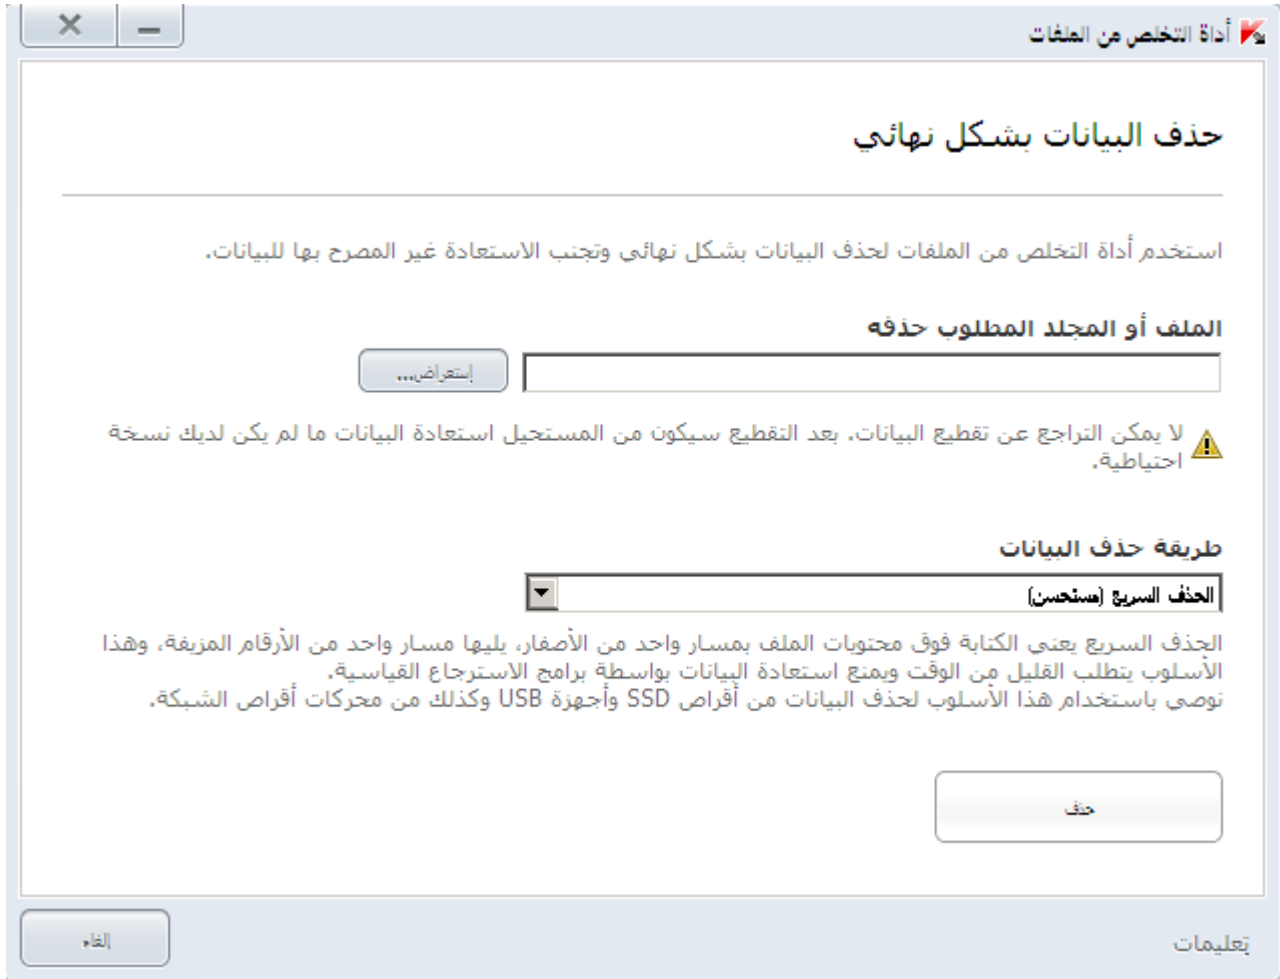 أداة التخلص من الملفات
حذف البيانات بشكل نهائي
استخدم أداة التخلص من الملفات لحذف البيانات بشكل نهائي وتجنب الاستعادة غير المصرح بها للبيانات.
الملف أو المجلد المطلوب حذفه
إستعراض...
لا يمكن التراجع عن تقطيع البيانات. بعد التقطيع سيكون من المستحيل استعادة البيانات ما لم يكن لديك نسخة
احتياطية.
طريقة حذف البيانات
الحذف السريع (مستحسن)
الحذف السريع يعني الكتابة فوق محتويات الملف بمسار واحد من الأصفار، يليها مسار واحد من الأرقام المزيفة، وهذا
الأسلوب يتطلب القليل من الوقت ويمنع استعادة البيانات بواسطة برامج الاسترجاع القياسية.
نوصي باستخدام هذا الأسلوب لحذف البيانات من أقراص SSD وأجهزة USB وكذلك من محركات أقراص الشبكة.
حذف
تعليمات
إلغاء